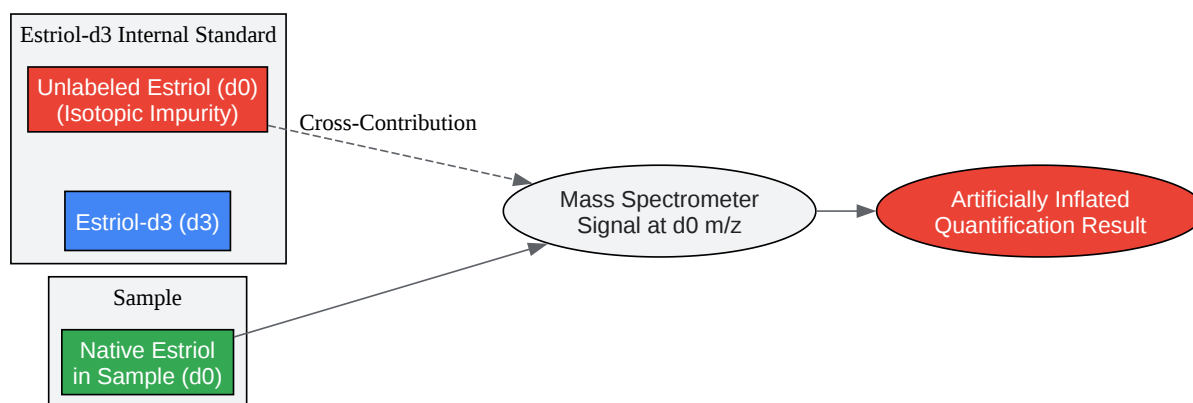 Estriol-d3 Internal Standard
Unlabeled Estriol (d0)
(Isotopic Impurity)
Cross-Contribution
Estriol-d3 (d3)
Mass Spectrometer
Signal at d0 m/z
Artificially Inflated
Quantification Result
Sample
Native Estriol
in Sample (d0)